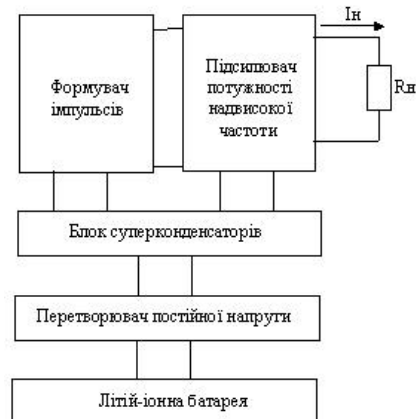 Iн
Формувач
імпульсів
Підсилювач
потужності
надвисокої
частоти
Rн
Блок суперконденсаторів
Перетворювач постійної напруги
Літій-іонна батарея